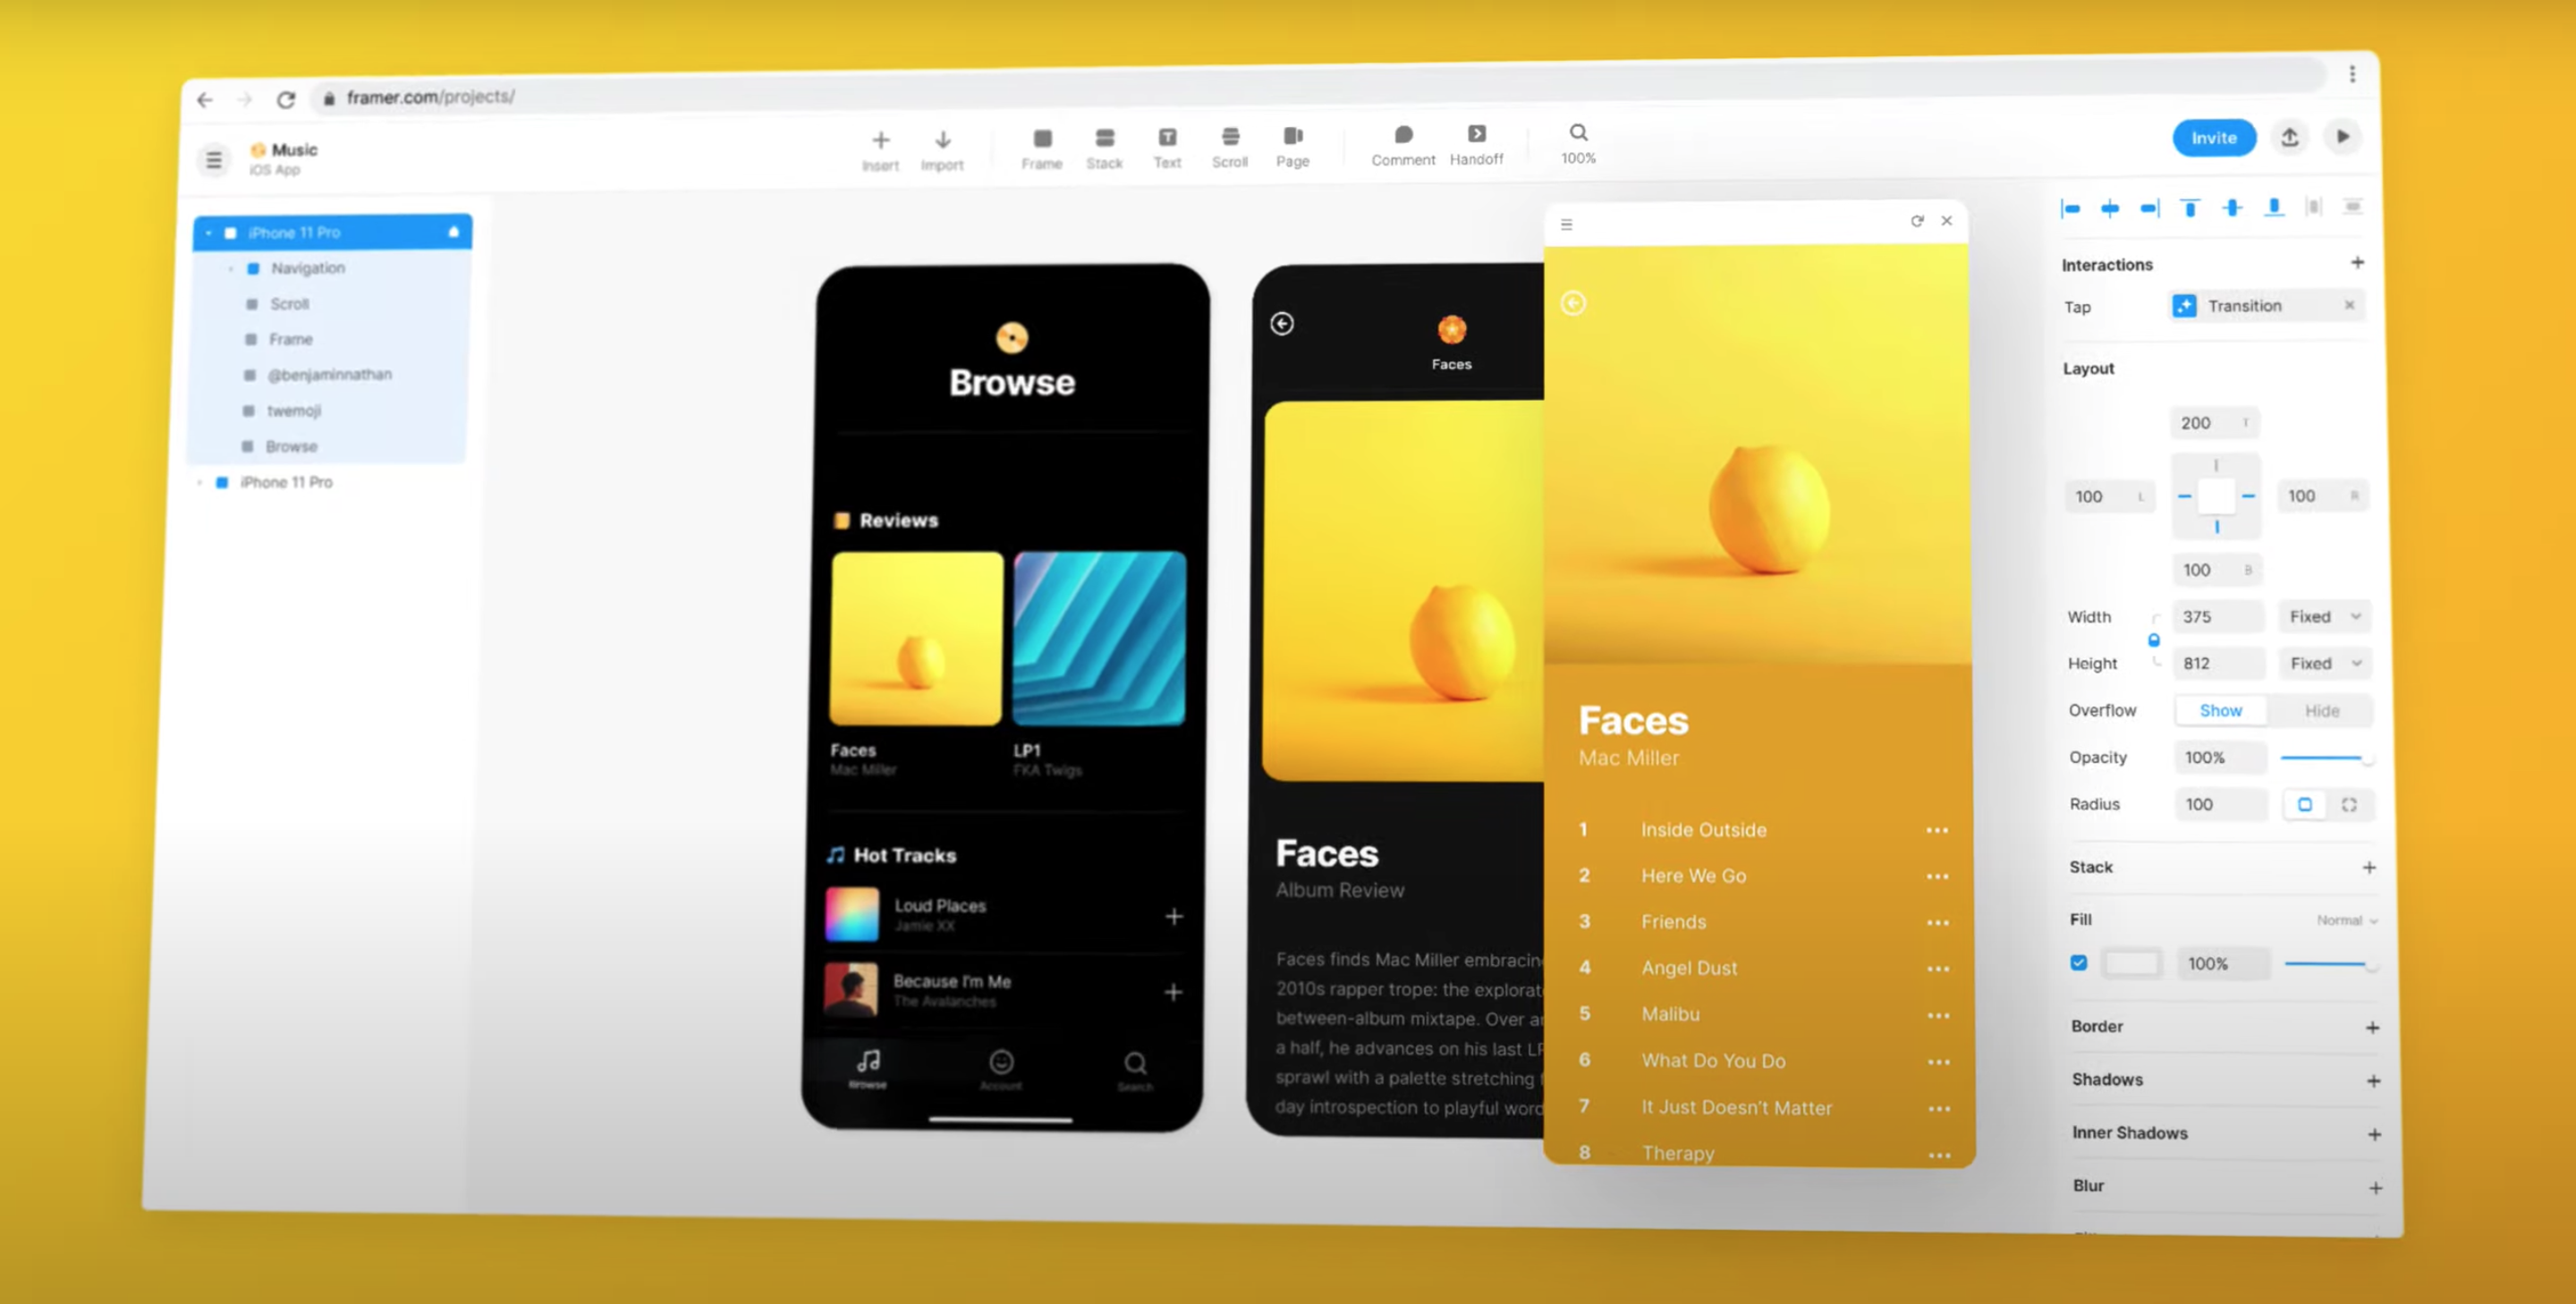 framer.com/projects/
Music
iOS App
Insert
Import
Frame
Stack
Text
Scroll
Page
Comment
Handoff
100%
Invite
iPhone 11 Pro
Navigation
Scroll
Frame
@benjaminnathan
twemoji
Browse
iPhone 11 Pro
Browse
Reviews
Faces
Mac Miller
LP1
FKA Twigs
Hot Tracks
Loud Places
Jamie XX
Because I'm Me
The Avalanches
Browse
Account
Search
Faces
Faces
Album Review
Faces finds Mac Miller embracin
2010s rapper trope: the explorat
between-album mixtape. Over a
a half, he advances on his last LP
sprawl with a palette stretching
day introspection to playful word
Faces
Mac Miller
1 Inside Outside
2 Here We Go
3 Friends
4 Angel Dust
5 Malibu
6 What Do You Do
7 It Just Doesn't Matter
8 Therapy
Interactions
Tap Transition
Layout
200 T
100 L
100 R
100 B
Width 375 Fixed
Height 812 Fixed
Overflow Show Hide
Opacity 100%
Radius 100
Stack
Fill Normal
100%
Border
Shadows
Inner Shadows
Blur